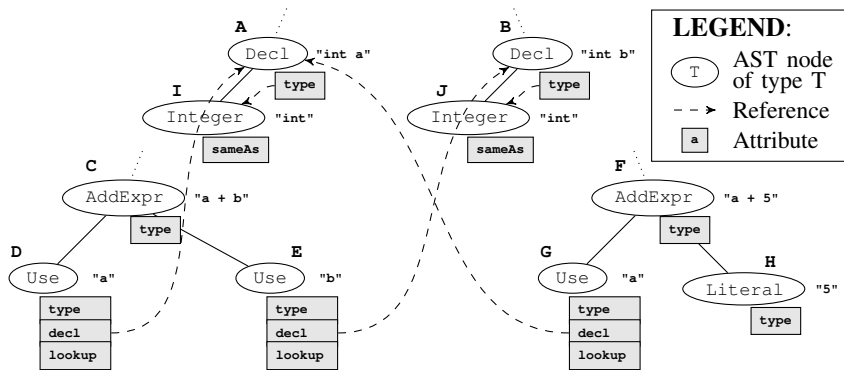 A
Decl "int a"
type
I
Integer "int"
sameAs
B
Decl "int b"
type
J
Integer "int"
sameAs
LEGEND:
T AST node
of type T
Reference
a Attribute
C
AddExpr "a + b"
type
D
Use "a"
type
decl
lookup
E
Use "b"
type
decl
lookup
F
AddExpr "a + 5"
type
G
Use "a"
type
decl
lookup
H
Literal "5"
type